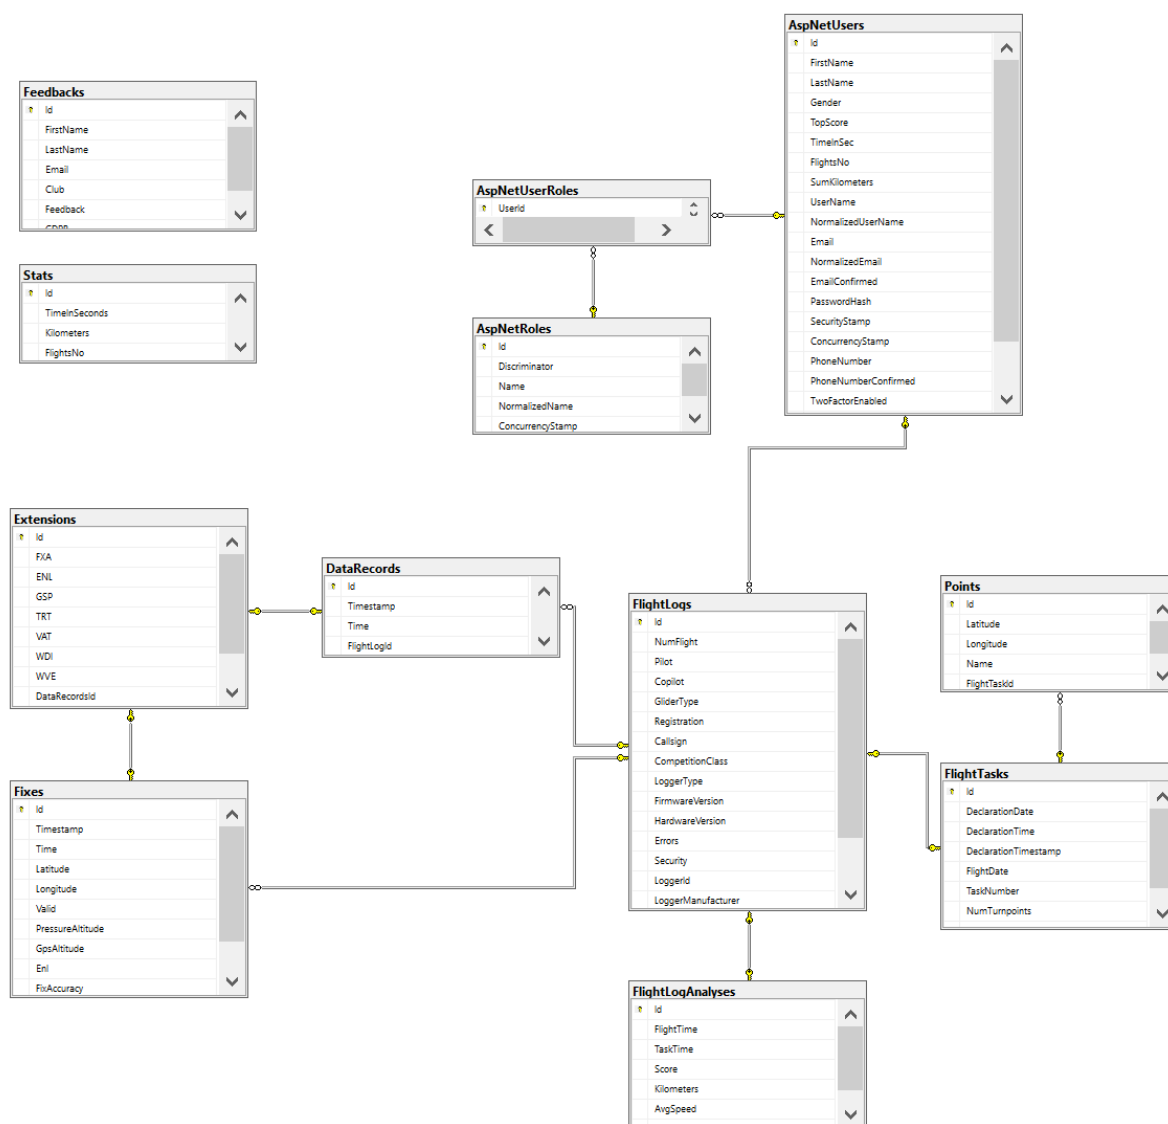 AspNetUsers
Id
FirstName
LastName
Gender
TopScore
TimeInSec
FlightsNo
SumKilometers
UserName
NormalizedUserName
Email
NormalizedEmail
EmailConfirmed
PasswordHash
SecurityStamp
ConcurrencyStamp
PhoneNumber
PhoneNumberConfirmed
TwoFactorEnabled
Feedbacks
Id
FirstName
LastName
Email
Club
Feedback
GDPR
Stats
Id
TimeInSeconds
Kilometers
FlightsNo
AspNetUserRoles
UserId
AspNetRoles
Id
Discriminator
Name
NormalizedName
ConcurrencyStamp
Extensions
Id
FXA
ENL
GSP
TRT
VAT
WDI
WVE
DataRecordsId
DataRecords
Id
Timestamp
Time
FlightLogId
FlightLogs
Id
NumFlight
Pilot
Copilot
GliderType
Registration
Callsign
CompetitionClass
LoggerType
FirmwareVersion
HardwareVersion
Errors
Security
LoggerId
LoggerManufacturer
Points
Id
Latitude
Longitude
Name
FlightTaskId
FlightTasks
Id
DeclarationDate
DeclarationTime
DeclarationTimestamp
FlightDate
TaskNumber
NumTurnpoints
Fixes
Id
Timestamp
Time
Latitude
Longitude
Valid
PressureAltitude
GpsAltitude
Enl
FixAccuracy
FlightLogAnalyses
Id
FlightTime
TaskTime
Score
Kilometers
AvgSpeed